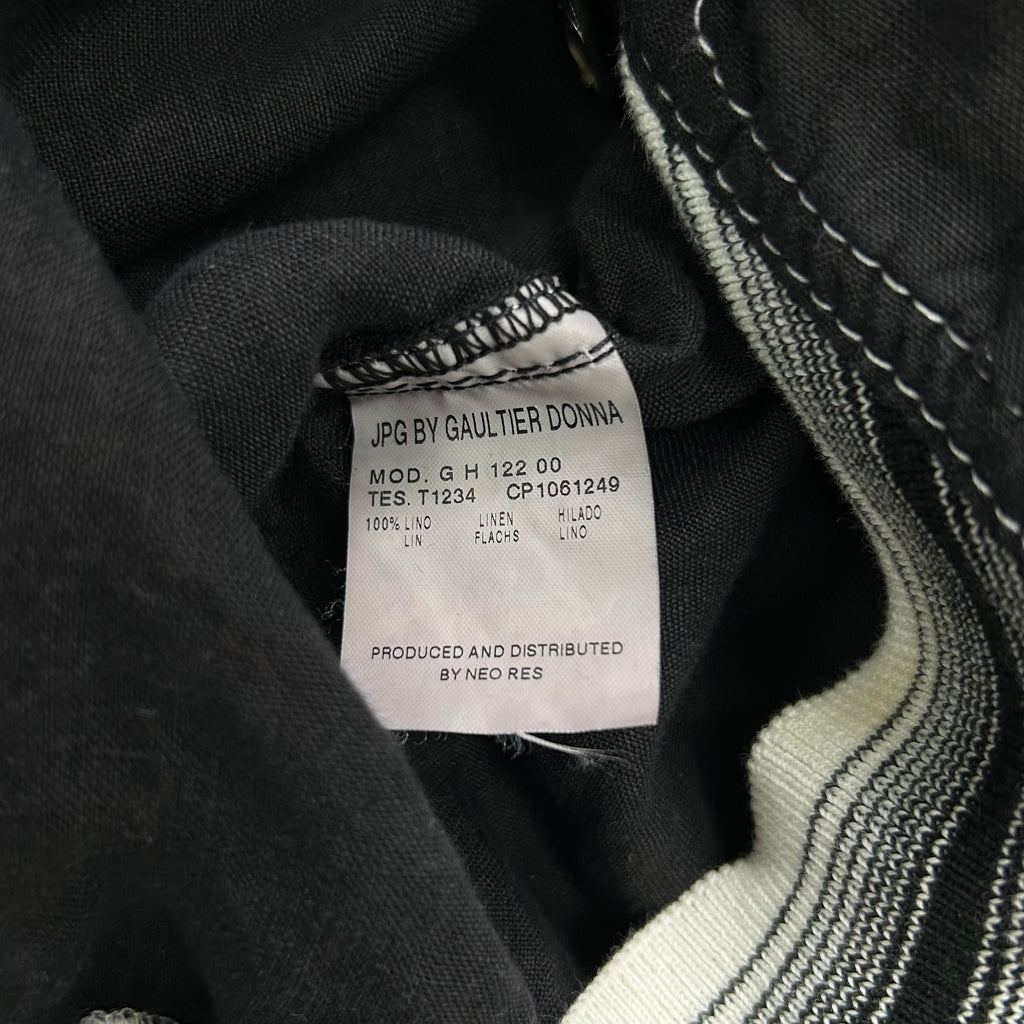 JPG BY GAULTIER DONNA
MOD. G H 122 00
TES. T1234 CP1061249
100% LINO LINEN HILADO
LIN FLACHS LINO
PRODUCED AND DISTRIBUTED
BY NEO RES